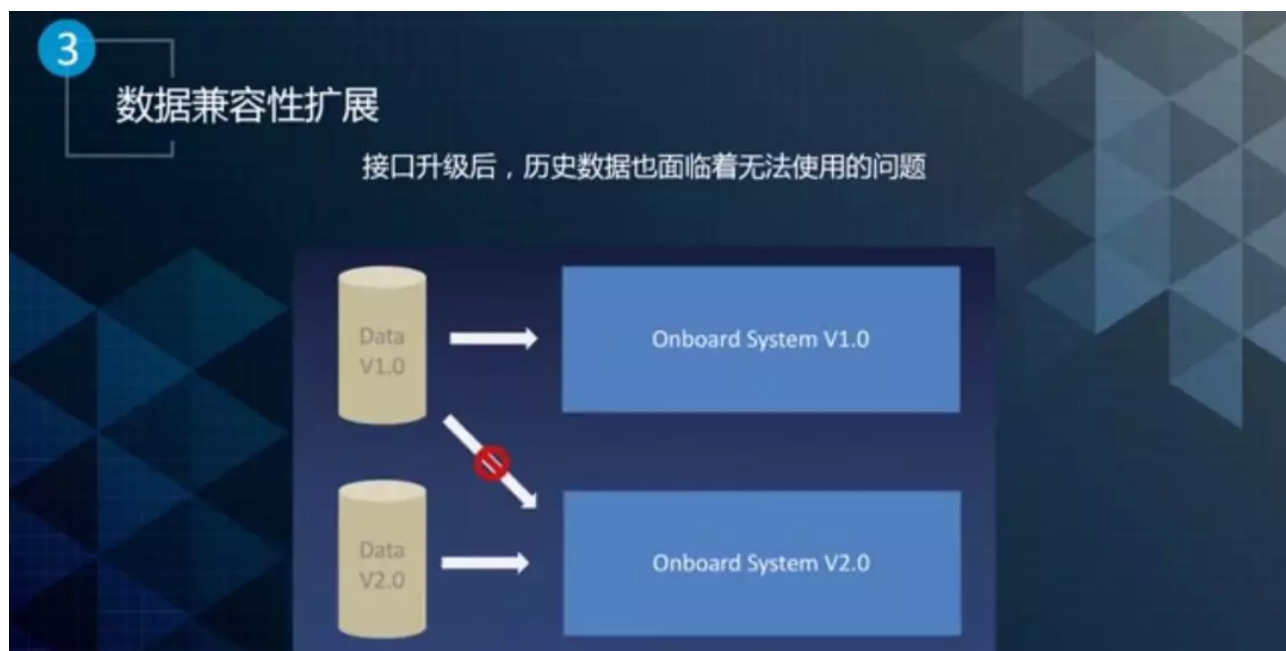 3
数据兼容性扩展
接口升级后，历史数据也面临着无法使用的问题
Data
V1.0
Onboard System V1.0
Data
V2.0
Onboard System V2.0